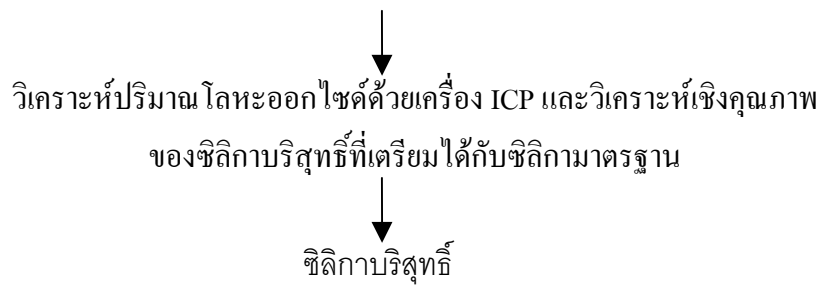 วิเคราะห์ปริมาณโลหะออกไซด์ด้วยเครื่อง ICP และวิเคราะห์เชิงคุณภาพ
ของซิลิกาบริสุทธิ์ที่เตรียมได้กับซิลิกามาตรฐาน
ซิลิกาบริสุทธิ์